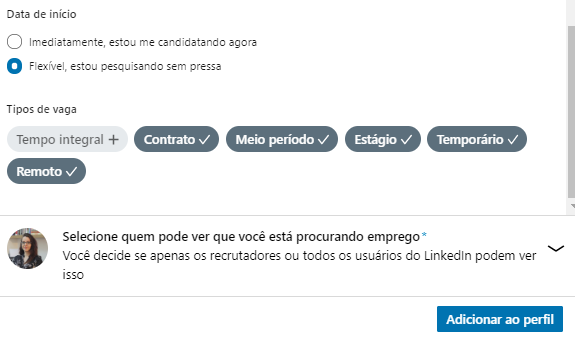 Data de início
Imediatamente, estou me candidatando agora
Flexível, estou pesquisando sem pressa
Tipos de vaga
Tempo integral + Contrato ✓ Meio período ✓ Estágio ✓ Temporário ✓
Remoto ✓
Selecione quem pode ver que você está procurando emprego*
Você decide se apenas os recrutadores ou todos os usuários do LinkedIn podem ver
isso
Adicionar ao perfil